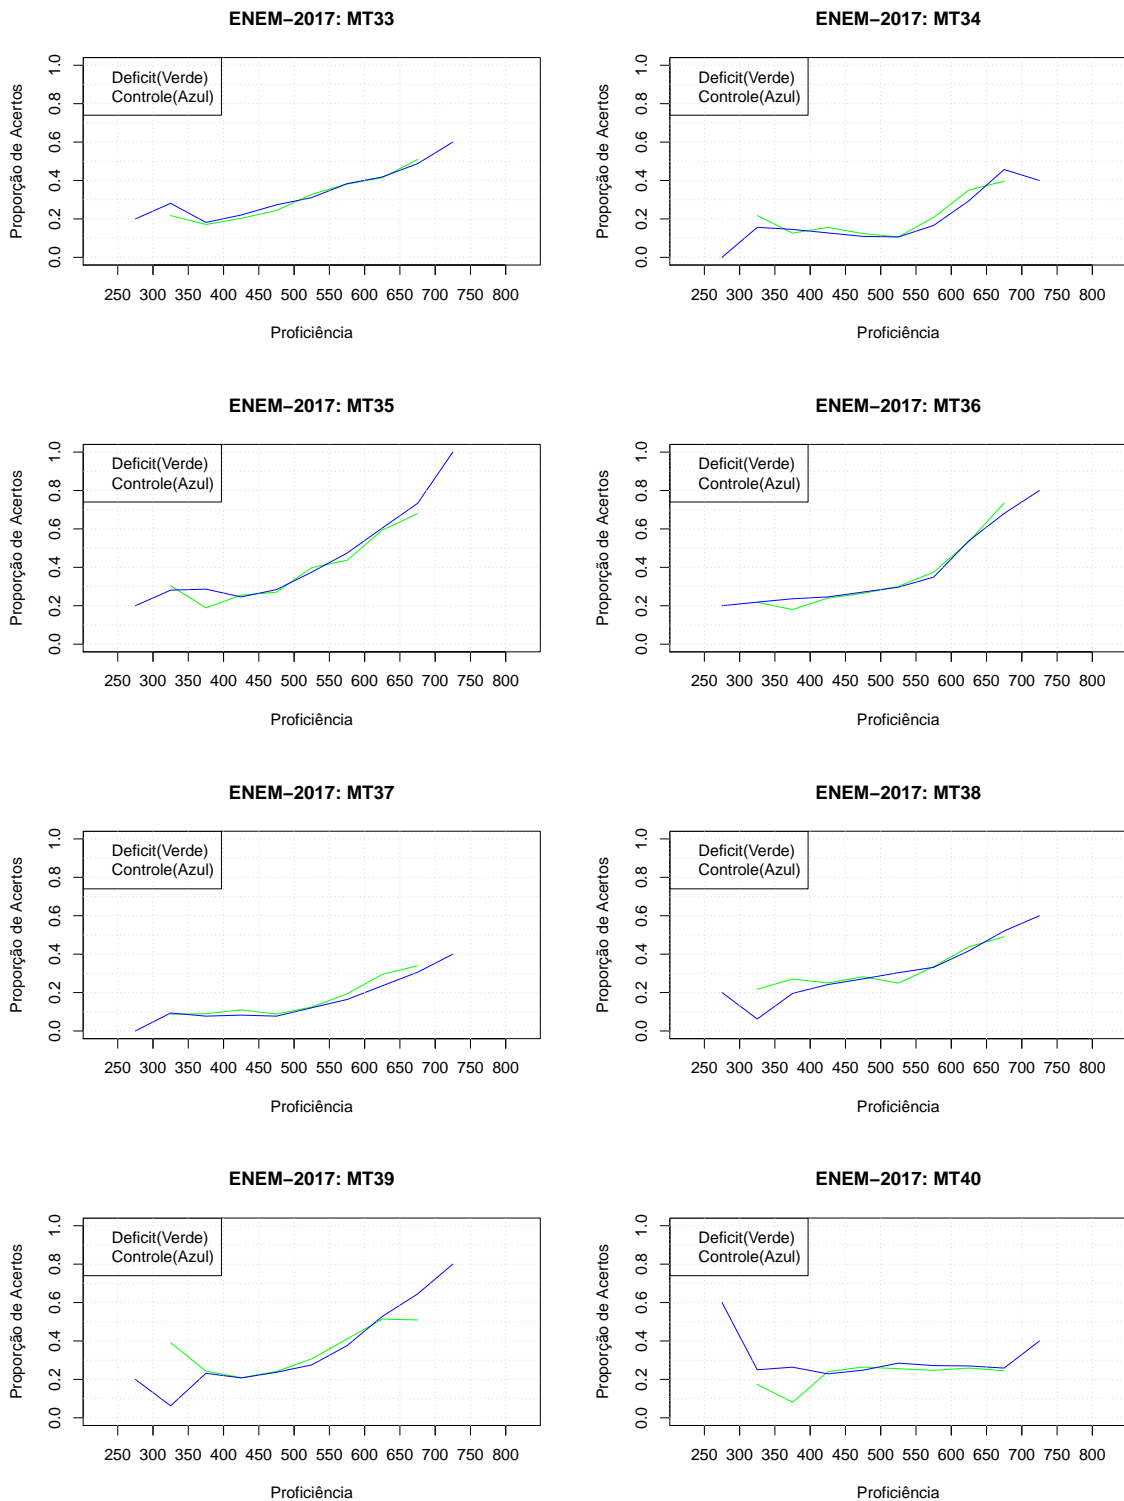 ENEM−2017: MT33
Proporção de Acertos
1.0
0.8
0.6
0.4
0.2
0.0
Deficit(Verde)
Controle(Azul)
250 300 350 400 450 500 550 600 650 700 750 800
Proficiência
ENEM−2017: MT34
Proporção de Acertos
1.0
0.8
0.6
0.4
0.2
0.0
Deficit(Verde)
Controle(Azul)
250 300 350 400 450 500 550 600 650 700 750 800
Proficiência
ENEM−2017: MT35
Proporção de Acertos
1.0
0.8
0.6
0.4
0.2
0.0
Deficit(Verde)
Controle(Azul)
250 300 350 400 450 500 550 600 650 700 750 800
Proficiência
ENEM−2017: MT36
Proporção de Acertos
1.0
0.8
0.6
0.4
0.2
0.0
Deficit(Verde)
Controle(Azul)
250 300 350 400 450 500 550 600 650 700 750 800
Proficiência
ENEM−2017: MT37
Proporção de Acertos
1.0
0.8
0.6
0.4
0.2
0.0
Deficit(Verde)
Controle(Azul)
250 300 350 400 450 500 550 600 650 700 750 800
Proficiência
ENEM−2017: MT38
Proporção de Acertos
1.0
0.8
0.6
0.4
0.2
0.0
Deficit(Verde)
Controle(Azul)
250 300 350 400 450 500 550 600 650 700 750 800
Proficiência
ENEM−2017: MT39
Proporção de Acertos
1.0
0.8
0.6
0.4
0.2
0.0
Deficit(Verde)
Controle(Azul)
250 300 350 400 450 500 550 600 650 700 750 800
Proficiência
ENEM−2017: MT40
Proporção de Acertos
1.0
0.8
0.6
0.4
0.2
0.0
Deficit(Verde)
Controle(Azul)
250 300 350 400 450 500 550 600 650 700 750 800
Proficiência